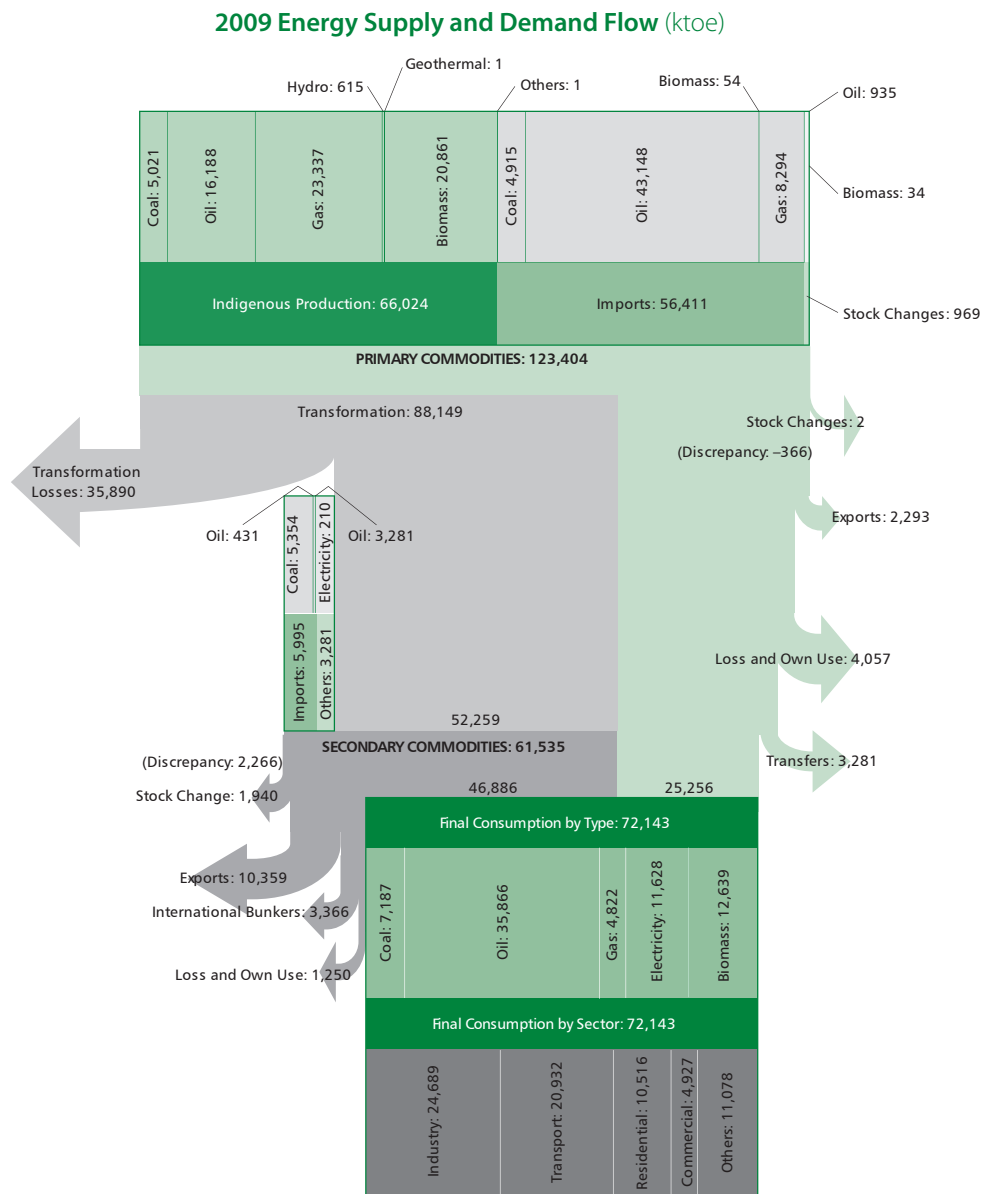 2009 Energy Supply and Demand Flow (ktoe)
Geothermal: 1
Hydro: 615
Others: 1
Biomass: 54
Oil: 935
Coal: 5,021
Oil: 16,188
Gas: 23,337
Biomass: 20,861
Coal: 4,915
Oil: 43,148
Gas: 8,294
Biomass: 34
Indigenous Production: 66,024
Imports: 56,411
Stock Changes: 969
PRIMARY COMMODITIES: 123,404
Transformation: 88,149
Stock Changes: 2
(Discrepancy: –366)
Transformation
Losses: 35,890
Exports: 2,293
Oil: 431
Coal: 5,354
Electricity: 210
Oil: 3,281
Imports: 5,995
Others: 3,281
Loss and Own Use: 4,057
52,259
SECONDARY COMMODITIES: 61,535
(Discrepancy: 2,266)
Transfers: 3,281
Stock Change: 1,940
46,886
25,256
Final Consumption by Type: 72,143
Exports: 10,359
International Bunkers: 3,366
Loss and Own Use: 1,250
Coal: 7,187
Oil: 35,866
Gas: 4,822
Electricity: 11,628
Biomass: 12,639
Final Consumption by Sector: 72,143
Industry: 24,689
Transport: 20,932
Residential: 10,516
Commercial: 4,927
Others: 11,078